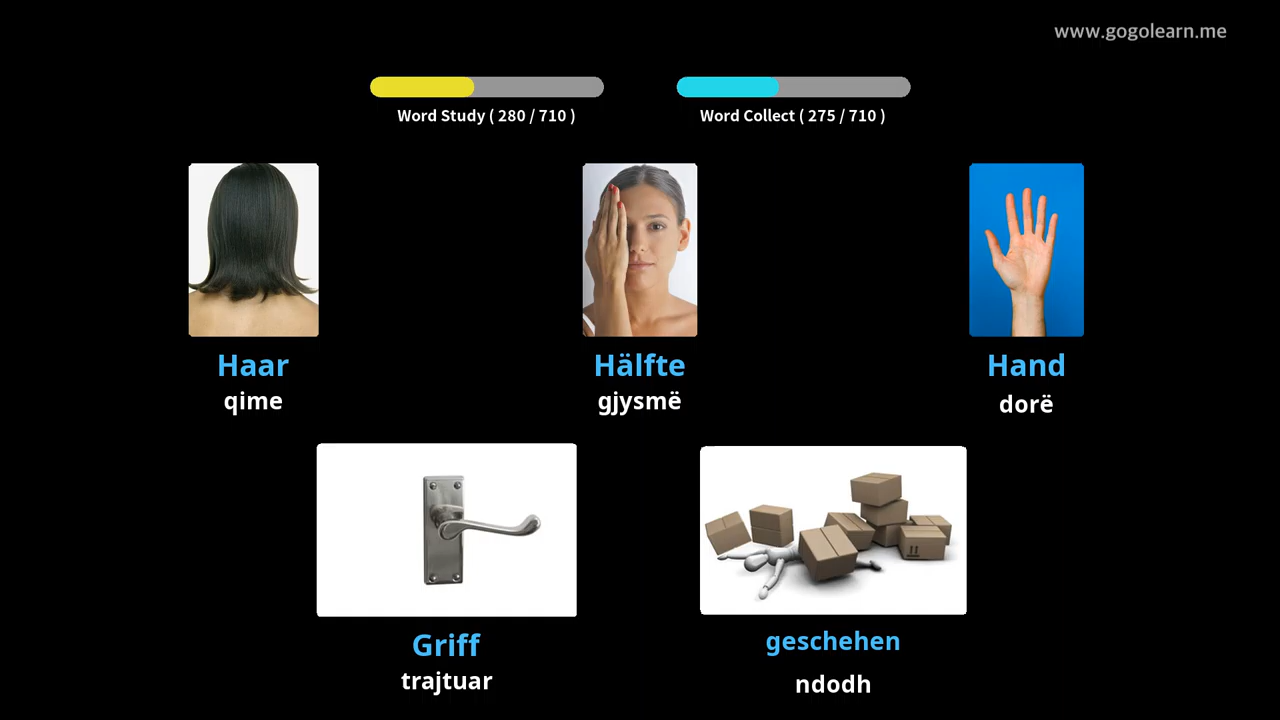 www.gogolearn.me
Word Study ( 280 / 710 )
Word Collect ( 275 / 710 )
Haar
qime
Hälfte
gjysmë
Hand
dorë
Griff
trajtuar
geschehen
ndodh